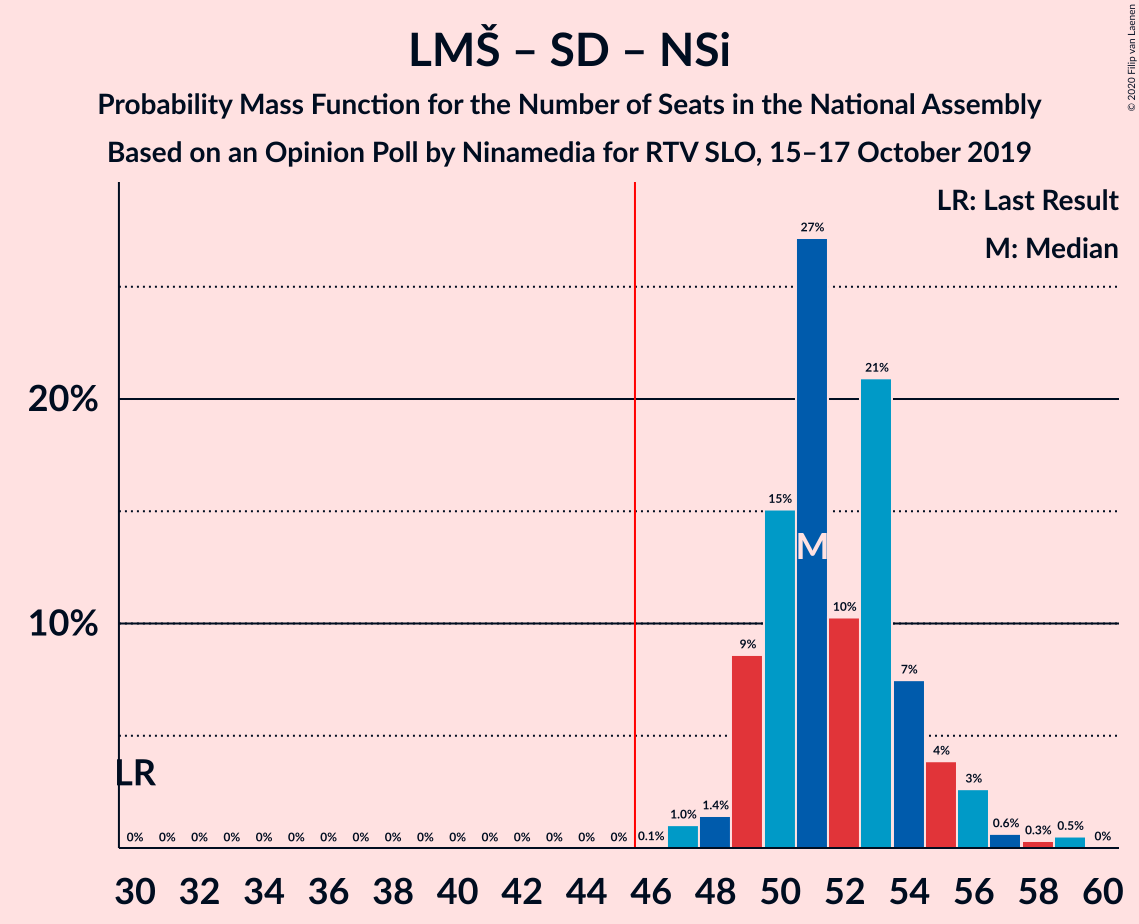 © 2020 Filip van Laenen
LMŠ – SD – NSi
Probability Mass Function for the Number of Seats in the National Assembly
Based on an Opinion Poll by Ninamedia for RTV SLO, 15–17 October 2019
LR: Last Result
M: Median
27%
21%
20%
15%
M
10%
10%
9%
7%
4%
LR
3%
0% 0% 0% 0% 0% 0% 0% 0% 0% 0% 0% 0% 0% 0% 0% 0% 0.1% 1.0% 1.4% 0.6% 0.3% 0.5% 0%
30 32 34 36 38 40 42 44 46 48 50 52 54 56 58 60